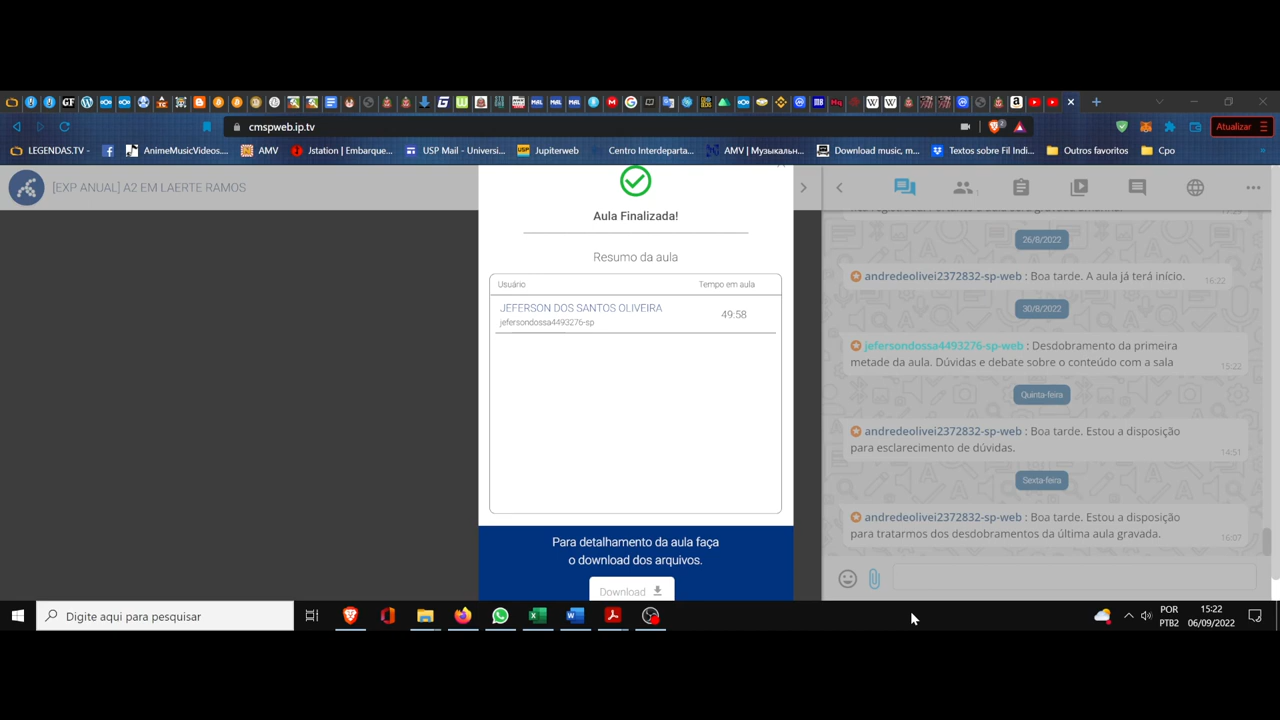 cmspweb.ip.tv
Atualizar
LEGENDAS.TV -
AnimeMusicVideos....
AMV
Jstation | Embarque...
USP Mail - Universi...
Jupiterweb
Centro Interdeparta...
AMV | Музыкальн...
Download music, m...
Textos sobre Fil Indi...
Outros favoritos
Cpo
[EXP ANUAL] A2 EM LAERTE RAMOS
Aula Finalizada!
Resumo da aula
Usuário Tempo em aula
JEFERSON DOS SANTOS OLIVEIRA
jefersondossa4493276-sp
49:58
Para detalhamento da aula faça
o download dos arquivos.
Download
26/8/2022
andredeolivei2372832-sp-web : Boa tarde. A aula já terá início.
16:22
30/8/2022
jefersondossa4493276-sp-web : Desdobramento da primeira
metade da aula. Dúvidas e debate sobre o conteúdo com a sala
15:22
Quinta-feira
andredeolivei2372832-sp-web : Boa tarde. Estou a disposição
para esclarecimento de dúvidas.
14:51
Sexta-feira
andredeolivei2372832-sp-web : Boa tarde. Estou a disposição
para tratarmos dos desdobramentos da última aula gravada.
16:07
Digite aqui para pesquisar
POR
PTB2
15:22
06/09/2022